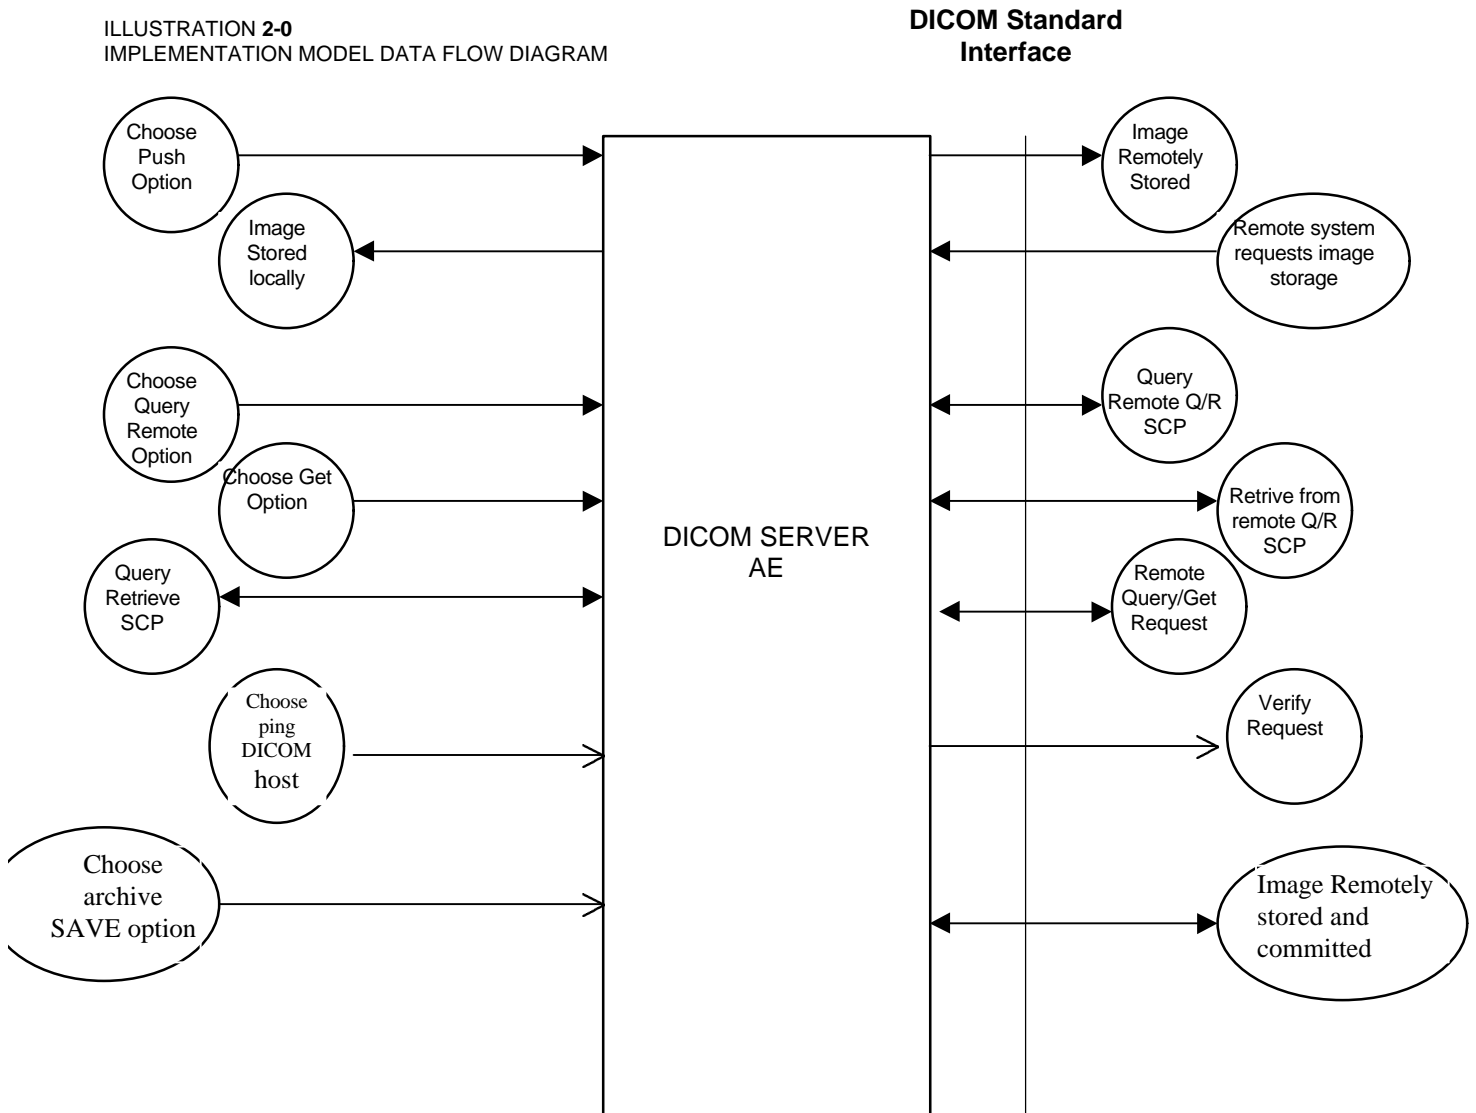 ILLUSTRATION 2-0
IMPLEMENTATION MODEL DATA FLOW DIAGRAM
DICOM Standard
Interface
Choose
Push
Option
Image
Stored
locally
Choose
Query
Remote
Option
Choose Get
Option
Query
Retrieve
SCP
Choose
ping
DICOM
host
Choose
archive
SAVE option
DICOM SERVER
AE
Image
Remotely
Stored
Remote system
requests image
storage
Query
Remote Q/R
SCP
Retrive from
remote Q/R
SCP
Remote
Query/Get
Request
Verify
Request
Image Remotely
stored and
committed